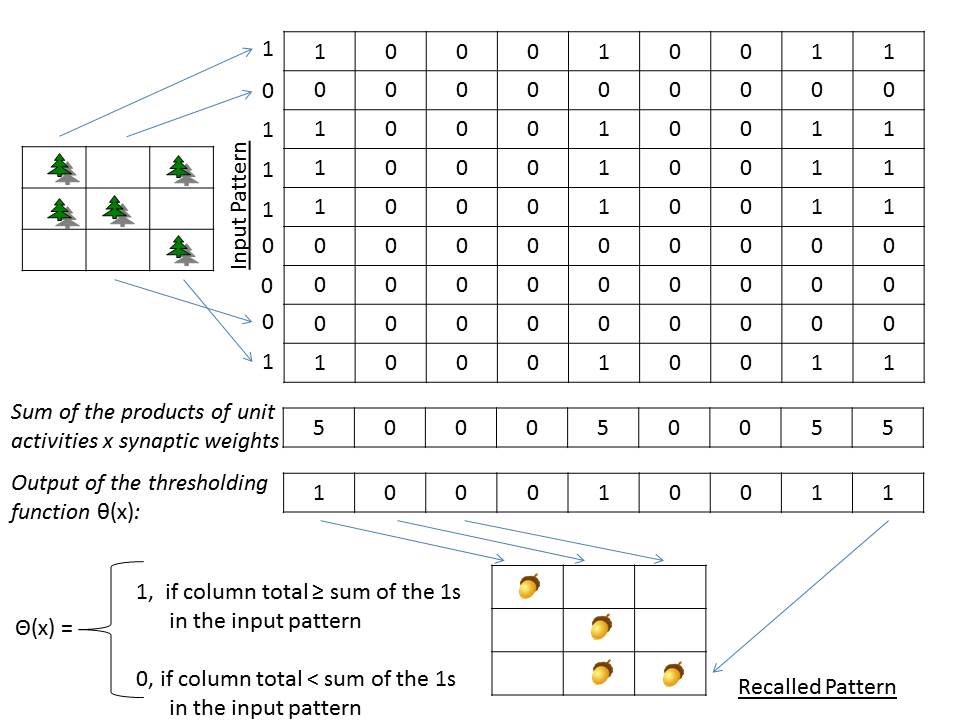 1 1 0 0 0 1 0 0 1 1
0 0 0 0 0 0 0 0 0 0
1 1 0 0 0 1 0 0 1 1
1 1 0 0 0 1 0 0 1 1
1 1 0 0 0 1 0 0 1 1
0 0 0 0 0 0 0 0 0 0
0 0 0 0 0 0 0 0 0 0
0 0 0 0 0 0 0 0 0 0
1 1 0 0 0 1 0 0 1 1
Input Pattern
Sum of the products of unit
activities x synaptic weights
5 0 0 0 5 0 0 5 5
Output of the thresholding
function θ(x):
1 0 0 0 1 0 0 1 1
Θ(x) =
1, if column total ≥ sum of the 1s
in the input pattern
0, if column total < sum of the 1s
in the input pattern
Recalled Pattern